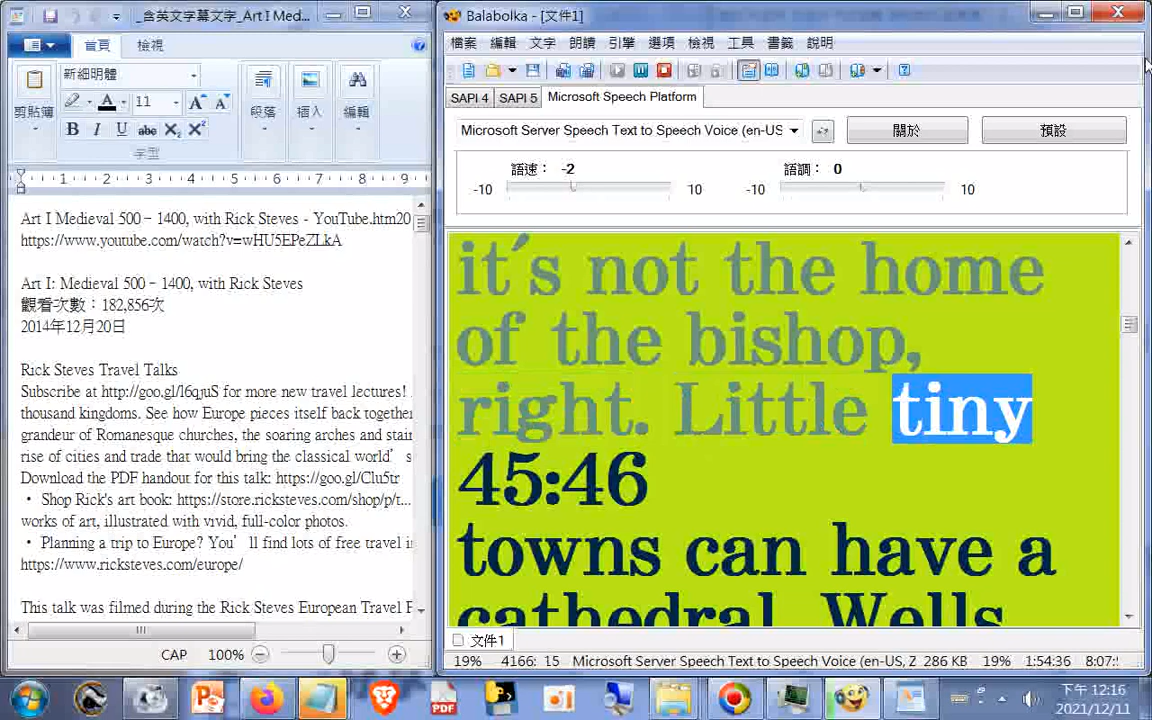 _含英文字幕文字_Art I Med...
首頁
檢視
剪貼簿
新細明體
11
B I U abc X₂ X²
字型
段落
插入
編輯
1 2 3 4 5 6 7 8 9
Art I Medieval 500－1400, with Rick Steves - YouTube.htm20
https://www.youtube.com/watch?v=wHU5EPeZLkA
Art I: Medieval 500－1400, with Rick Steves
觀看次數：182,856次
2014年12月20日
Rick Steves Travel Talks
Subscribe at http://goo.gl/l6qjuS for more new travel lectures!
thousand kingdoms. See how Europe pieces itself back together
grandeur of Romanesque churches, the soaring arches and stai
rise of cities and trade that would bring the classical world’s
Download the PDF handout for this talk: https://goo.gl/Clu5tr
• Shop Rick's art book: https://store.ricksteves.com/shop/p/t...
works of art, illustrated with vivid, full-color photos.
• Planning a trip to Europe? You’ll find lots of free travel i
https://www.ricksteves.com/europe/
This talk was filmed during the Rick Steves European Travel F
CAP 100%
Balabolka - [文件1]
檔案 編輯 文字 朗讀 引擎 選項 檢視 工具 書籤 說明
SAPI 4 SAPI 5 Microsoft Speech Platform
Microsoft Server Speech Text to Speech Voice (en-US
關於
預設
語速： -2
語調： 0
-10 10 -10 10
it´s not the home
of the bishop,
right. Little tiny
45:46
towns can have a
cathedral. Wells
文件1
19% 4166: 15 Microsoft Server Speech Text to Speech Voice (en-US, Z 286 KB 19% 1:54:36 8:07:
PDF
下午 12:16
2021/12/11